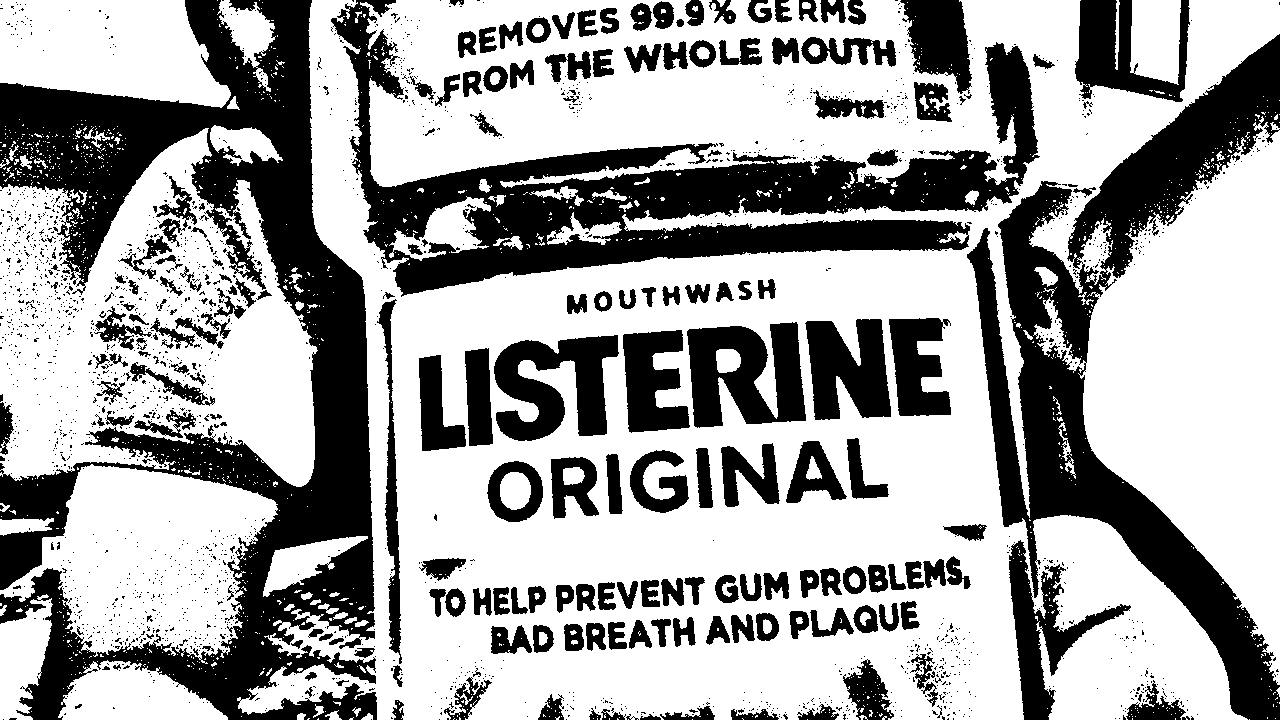 REMOVES 99.9% GERMS
FROM THE WHOLE MOUTH
MOUTHWASH
LISTERINE
ORIGINAL
TO HELP PREVENT GUM PROBLEMS,
BAD BREATH AND PLAQUE